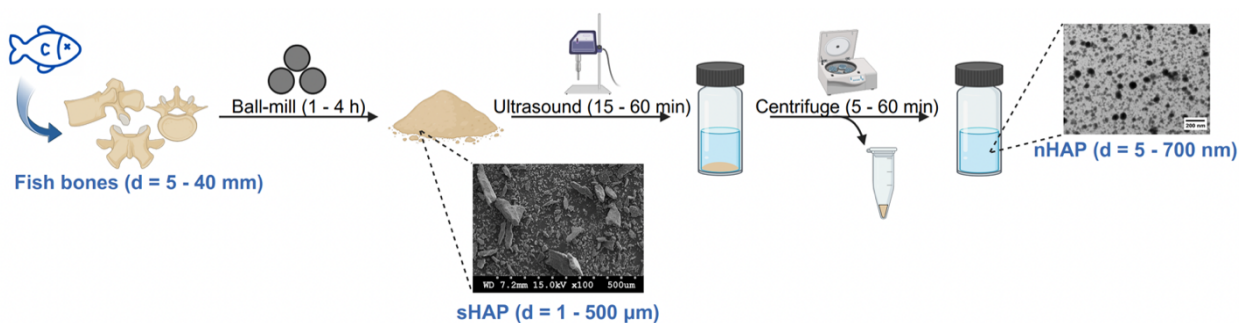 C
Ball-mill (1 - 4 h)
Ultrasound (15 - 60 min)
Centrifuge (5 - 60 min)
200 nm
nHAP (d = 5 - 700 nm)
Fish bones (d = 5 - 40 mm)
WD 7.2mm 15.0kV x100 500um
sHAP (d = 1 - 500 µm)